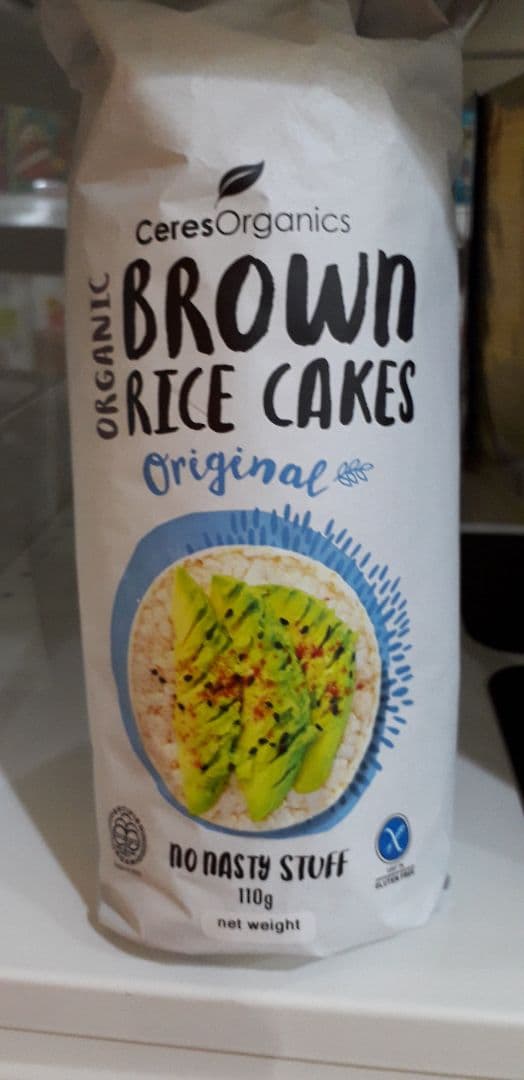 CeresOrganics
ORGANIC
BROWN
RICE CAKES
Original
NO NASTY STUFF
110g
net weight
GLUTEN FREE